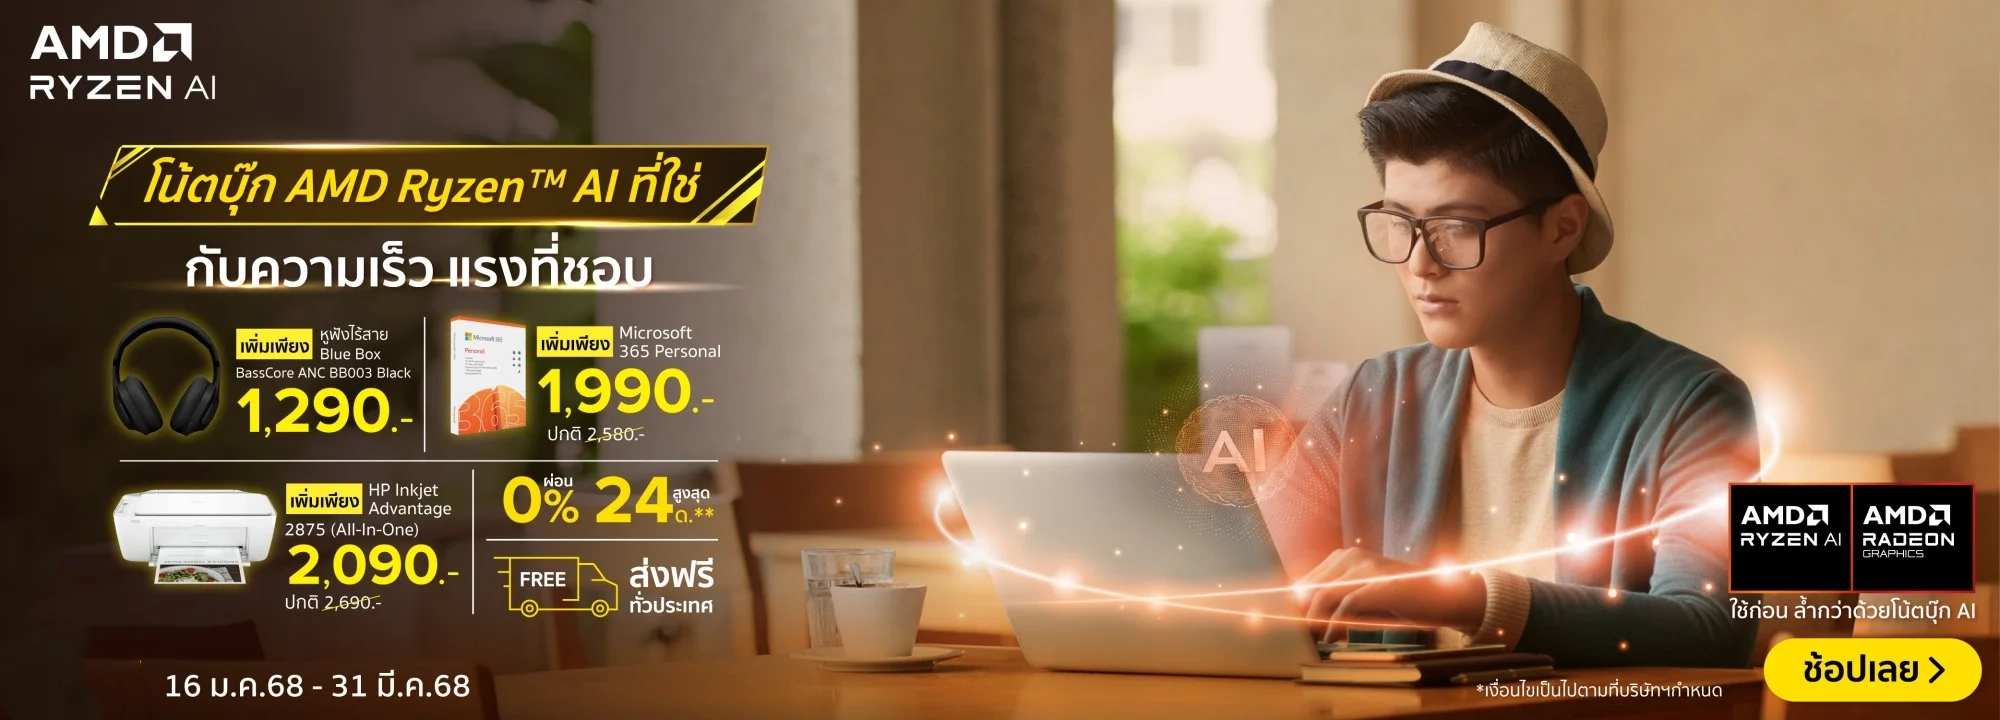 AMD
RYZEN AI
โน้ตบุ๊ก AMD Ryzen™ AI ที่ใช่
กับความเร็ว แรงที่ชอบ
เพิ่มเพียง
หูฟังไร้สาย
Blue Box
BassCore ANC BB003 Black
1,290.-
Microsoft 365
Personal
365
เพิ่มเพียง
Microsoft
365 Personal
1,990.-
ปกติ 2,580.-
เพิ่มเพียง
HP Inkjet
Advantage
2875 (All-In-One)
2,090.-
ปกติ 2,690.-
ผ่อน
0% 24 สูงสุด
ด.**
FREE
ส่งฟรี
ทั่วประเทศ
16 ม.ค.68 - 31 มี.ค.68
AI
AMD
RYZEN AI
AMD
RADEON
GRAPHICS
ใช้ก่อน ล้ำกว่าด้วยโน้ตบุ๊ก AI
*เงื่อนไขเป็นไปตามที่บริษัทฯกำหนด
ช้อปเลย